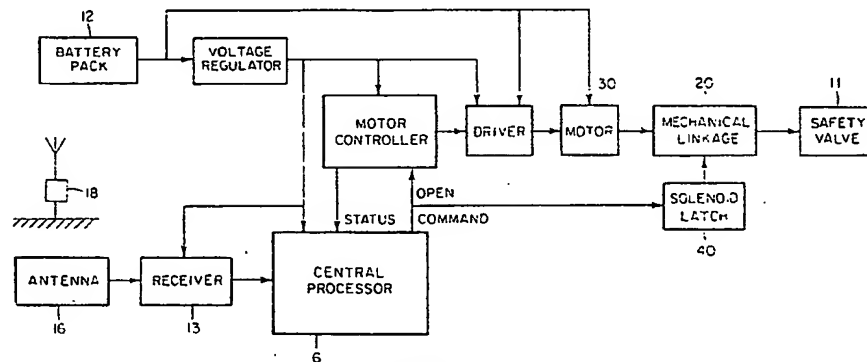 12
BATTERY
PACK
VOLTAGE
REGULATOR
30
20
11
MOTOR
CONTROLLER
DRIVER
MOTOR
MECHANICAL
LINKAGE
SAFETY
VALVE
18
OPEN
STATUS
COMMAND
SOLENOID
LATCH
40
ANTENNA
RECEIVER
CENTRAL
PROCESSOR
16
13
6